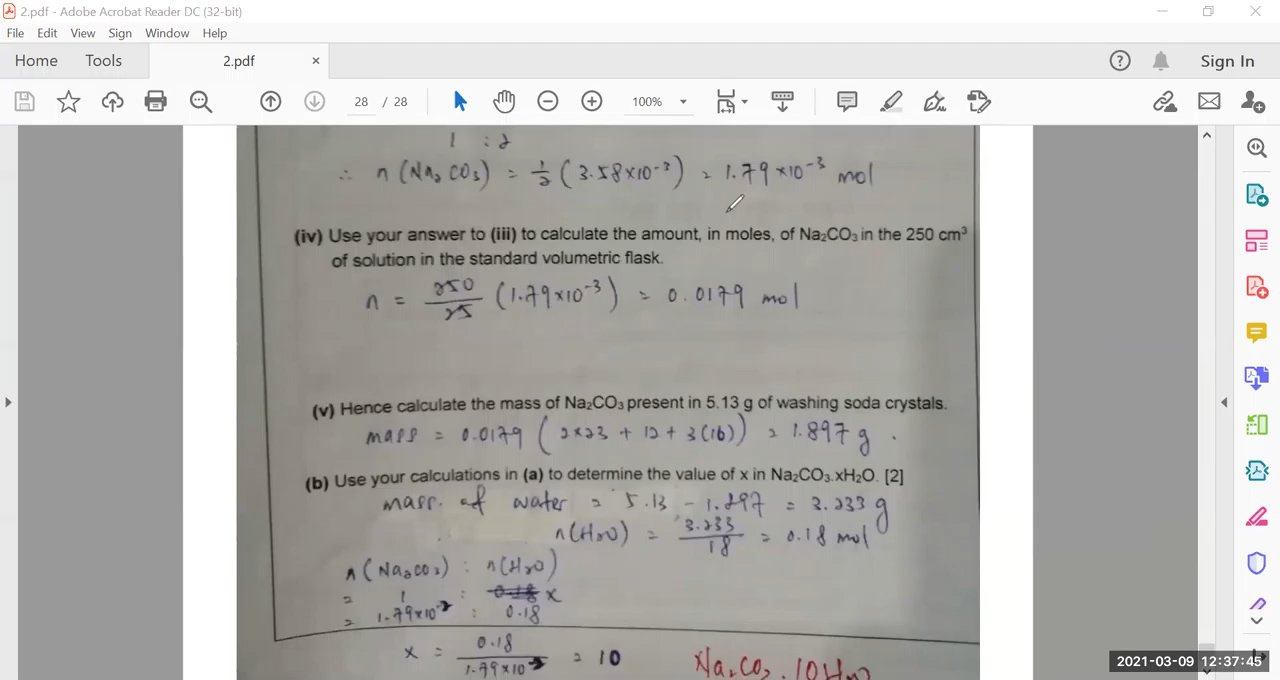 2.pdf - Adobe Acrobat Reader DC (32-bit)
File Edit View Sign Window Help
Home Tools 2.pdf × Sign In
28 / 28 100%
1 : 2
∴ n (Na2CO3) = 1/2 (3.58×10⁻³) = 1.79×10⁻³ mol
(iv) Use your answer to (iii) to calculate the amount, in moles, of Na₂CO₃ in the 250 cm³
of solution in the standard volumetric flask.
n = 250/25 (1.79×10⁻³) = 0.0179 mol
(v) Hence calculate the mass of Na₂CO₃ present in 5.13 g of washing soda crystals.
mass = 0.0179 (2×23 + 12 + 3(16)) = 1.897 g.
(b) Use your calculations in (a) to determine the value of x in Na₂CO₃.xH₂O. [2]
mass of water = 5.13 - 1.897 = 3.233 g
n(H2O) = 3.233/18 = 0.18 mol
n(Na2CO3) : n(H2O)
= 1 : x
= 1.79×10⁻² : 0.18
x = 0.18/1.79×10⁻² = 10
Na2CO3.10H2O
2021-03-09 12:37:45